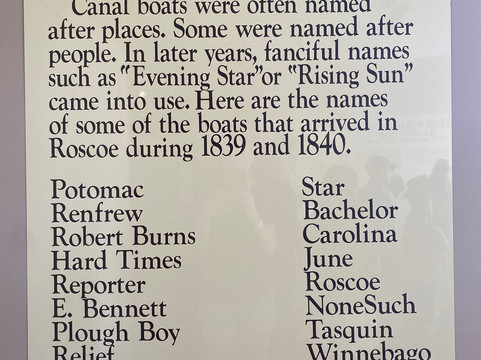 Canal boats were often named
after places. Some were named after
people. In later years, fanciful names
such as "Evening Star" or "Rising Sun"
came into use. Here are the names
of some of the boats that arrived in
Roscoe during 1839 and 1840.
Potomac
Renfrew
Robert Burns
Hard Times
Reporter
E. Bennett
Plough Boy
Relief
Star
Bachelor
Carolina
June
Roscoe
NoneSuch
Tasquin
Winnebago